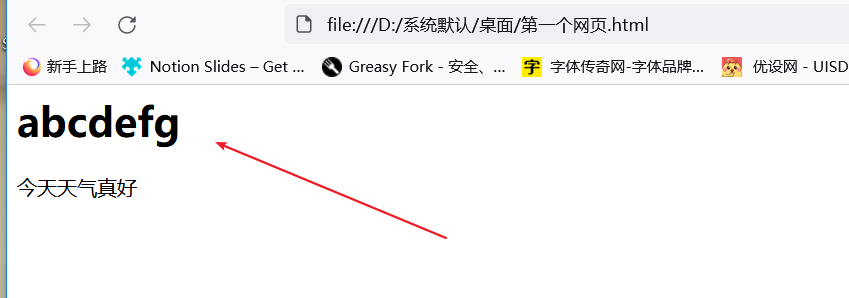 file:///D:/系统默认/桌面/第一个网页.html
新手上路 Notion Slides – Get ... Greasy Fork - 安全、... 字 字体传奇网-字体品牌... 优设网 - UISD
abcdefg
今天天气真好